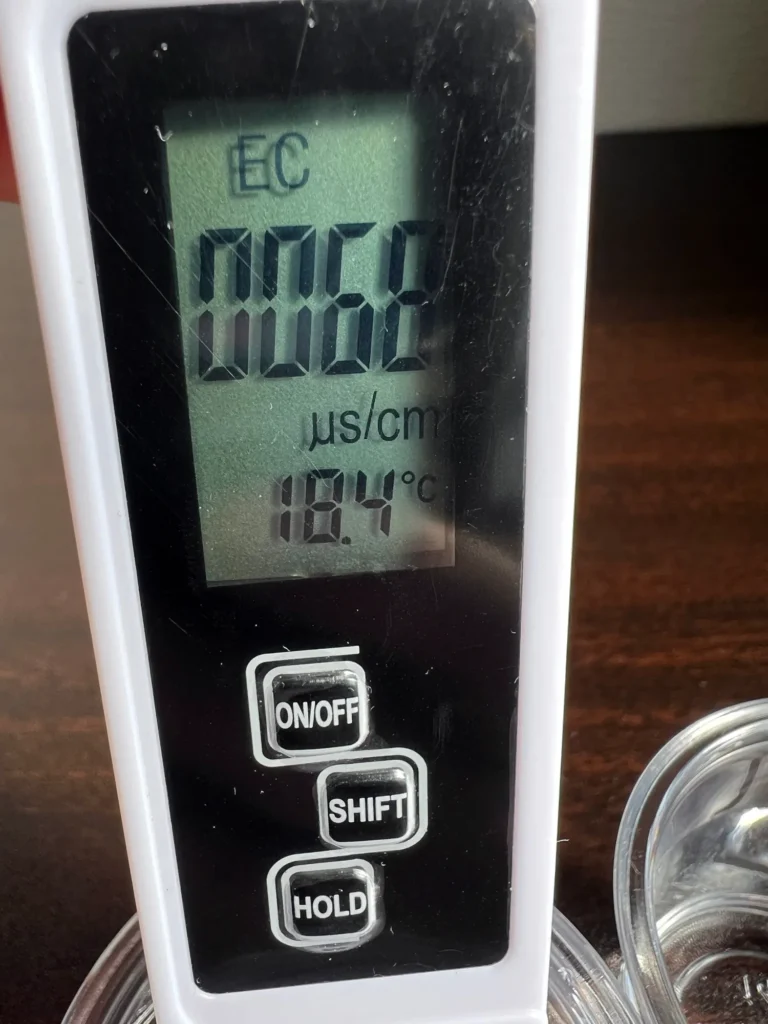 EC
0068
µs/cm
18.4°C
ON/OFF
SHIFT
HOLD